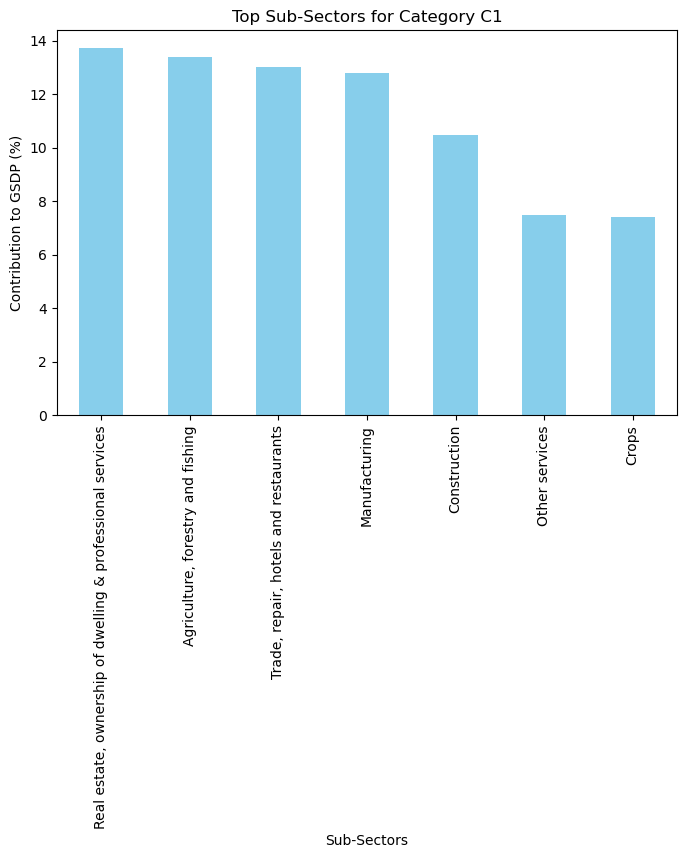 Top Sub-Sectors for Category C1
Contribution to GSDP (%)
14
12
10
8
6
4
2
0
Real estate, ownership of dwelling & professional services
Agriculture, forestry and fishing
Trade, repair, hotels and restaurants
Manufacturing
Construction
Other services
Crops
Sub-Sectors